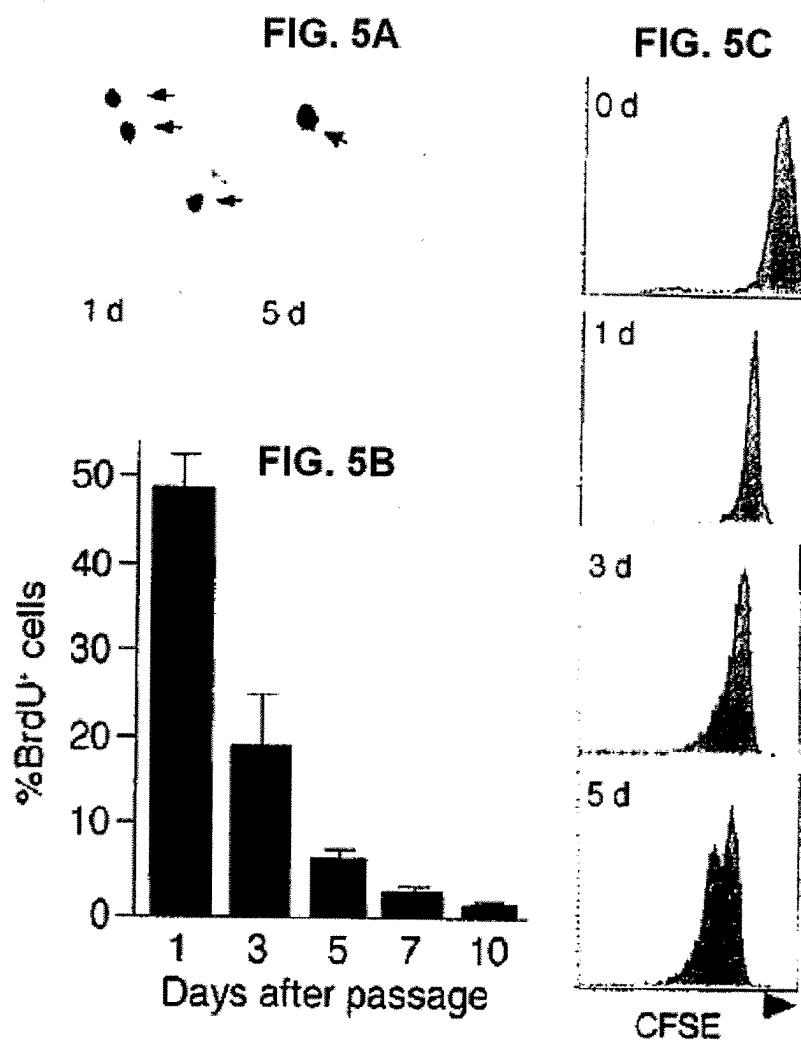 FIG. 5A
1 d
5 d
FIG. 5B
%BrdU⁺ cells
50
40
30
20
10
0
1 3 5 7 10
Days after passage
FIG. 5C
0 d
1 d
3 d
5 d
CFSE